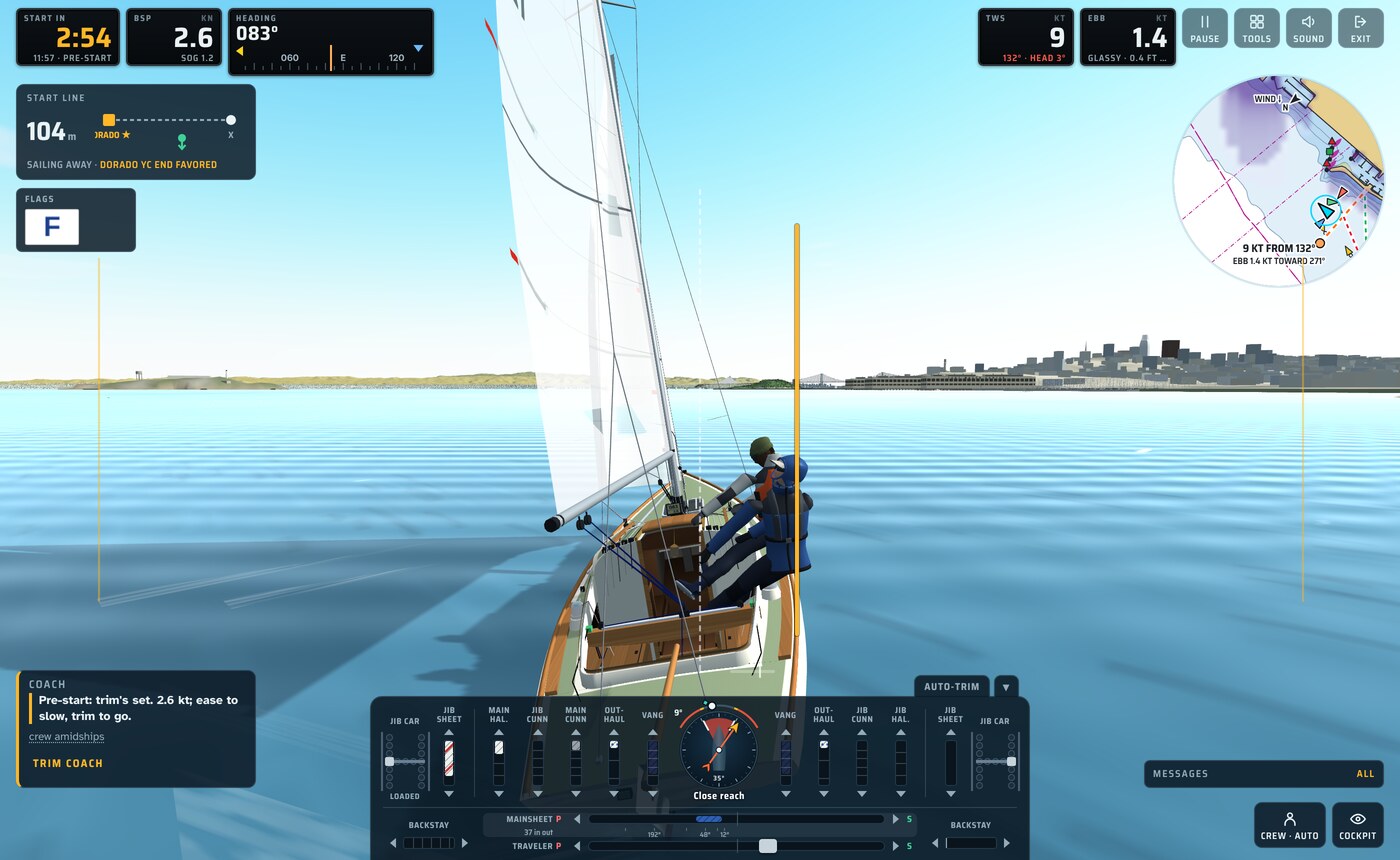 START IN
2:54
11:57 · PRE-START
BSP KN
2.6
SOG 1.2
HEADING
083°
060 E 120
TWS KT
9
132° · HEAD 3°
EBB KT
1.4
GLASSY · 0.4 FT ...
PAUSE
TOOLS
SOUND
EXIT
START LINE
104 m
ORADO ★
X
SAILING AWAY · DORADO YC END FAVORED
FLAGS
F
WIND
N
9 KT FROM 132°
EBB 1.4 KT TOWARD 271°
COACH
Pre-start: trim's set. 2.6 kt; ease to
slow, trim to go.
crew amidships
TRIM COACH
AUTO-TRIM
▼
JIB CAR
LOADED
JIB SHEET
MAIN HAL.
JIB CUNN
MAIN CUNN
OUT-HAUL
VANG
9°
35°
Close reach
VANG
OUT-HAUL
JIB CUNN
JIB HAL.
JIB SHEET
JIB CAR
BACKSTAY
MAINSHEET P
S
37 in out
192° 48° 12°
TRAVELER P
S
BACKSTAY
MESSAGES
ALL
CREW · AUTO
COCKPIT